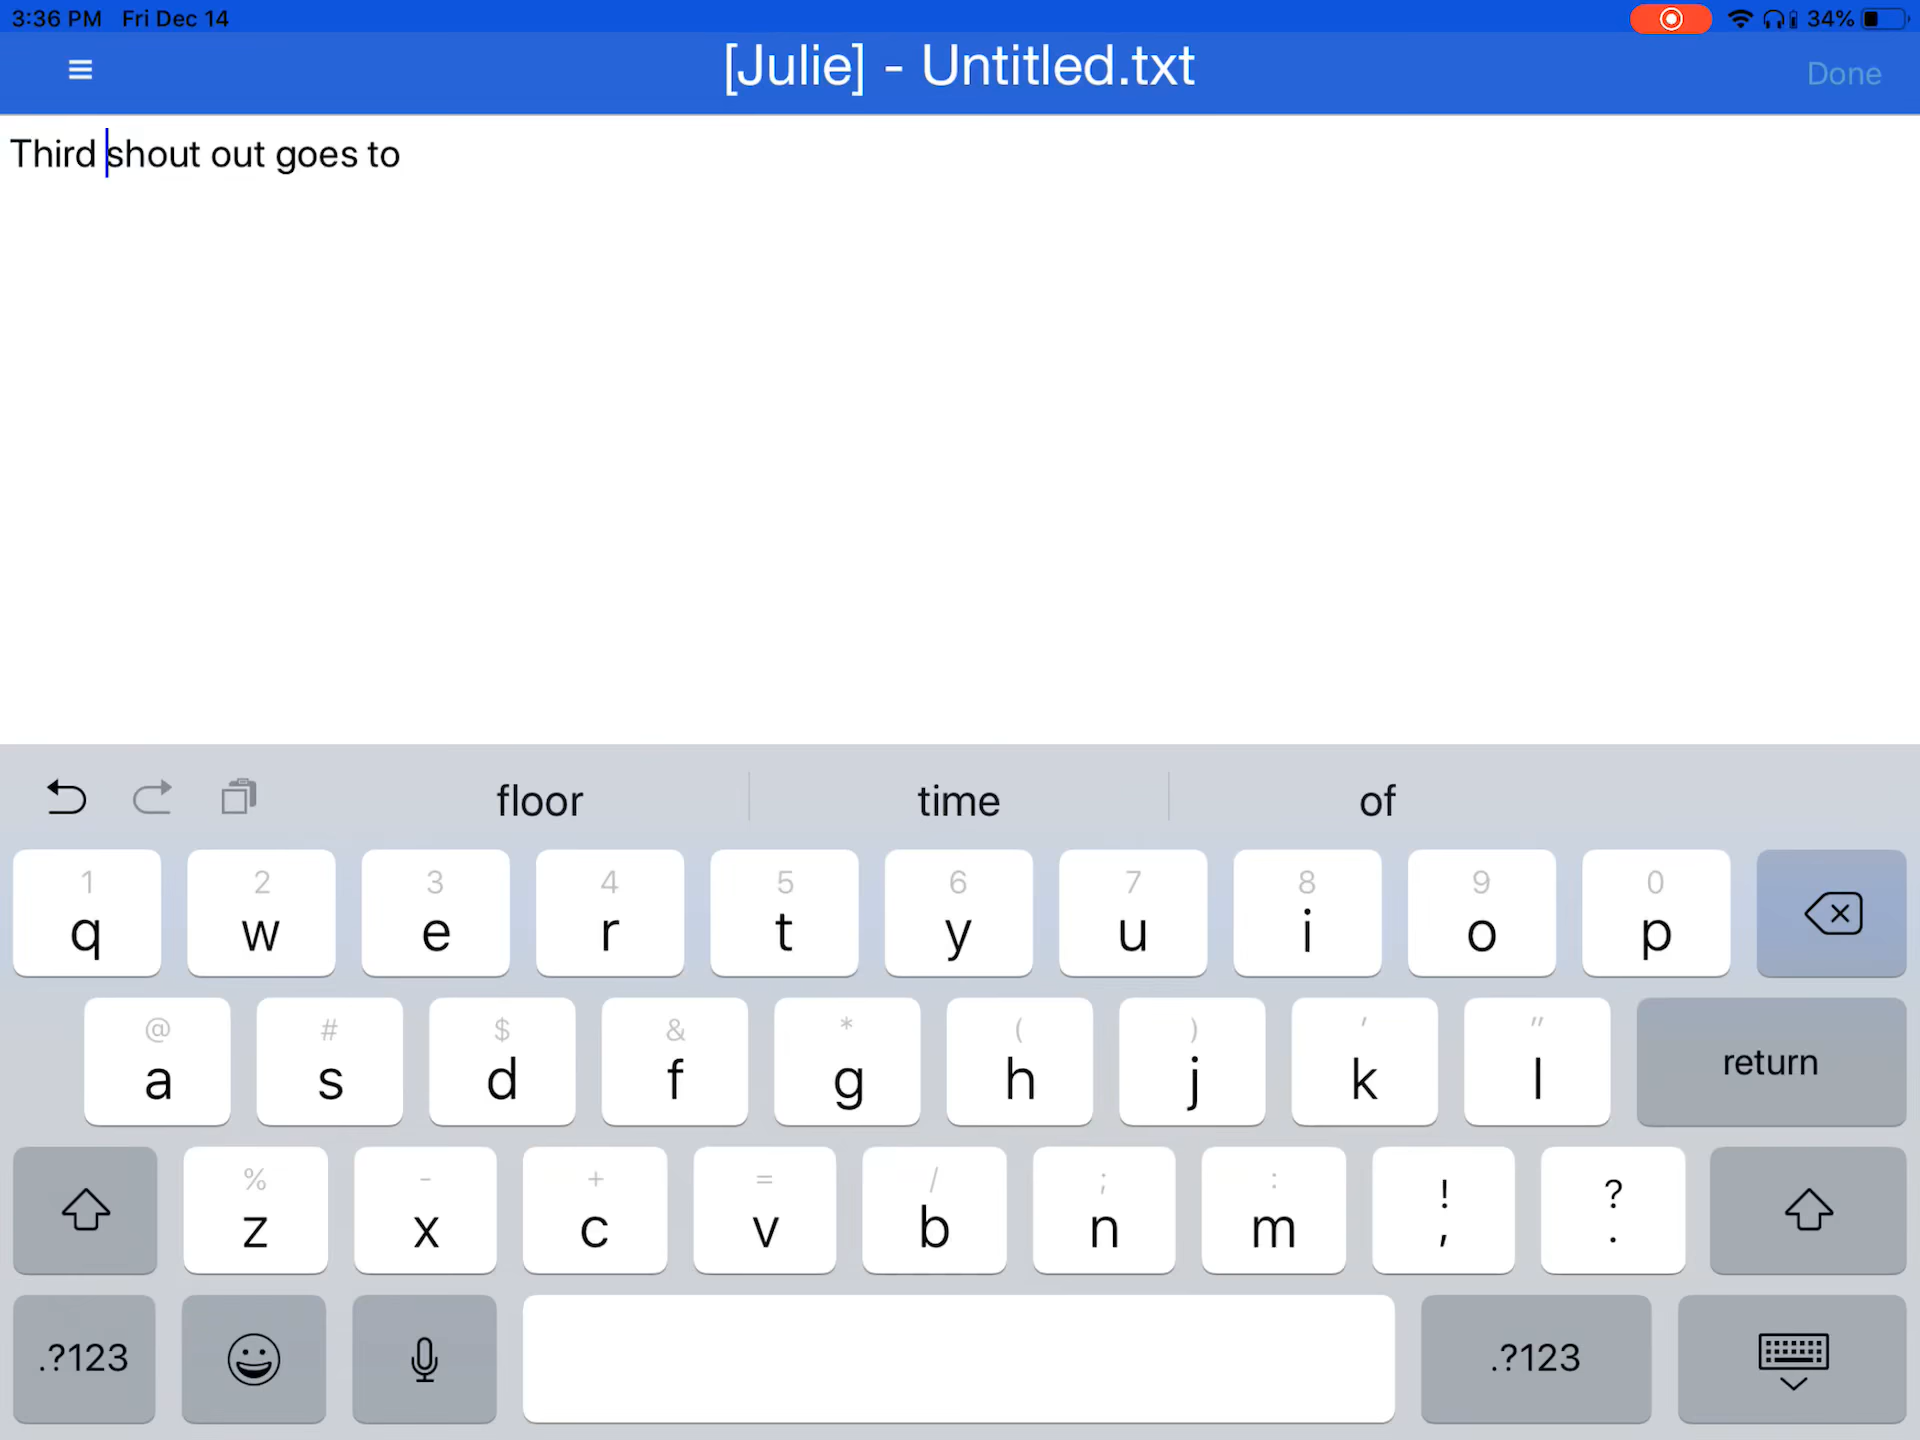 3:36 PM Fri Dec 14 34%
[Julie] - Untitled.txt
Done
Third shout out goes to
floor time of
1 2 3 4 5 6 7 8 9 0
q w e r t y u i o p
@ # $ & * ( ) ' "
a s d f g h j k l return
% - + = / ; : ! ?
z x c v b n m , .
.?123 .?123